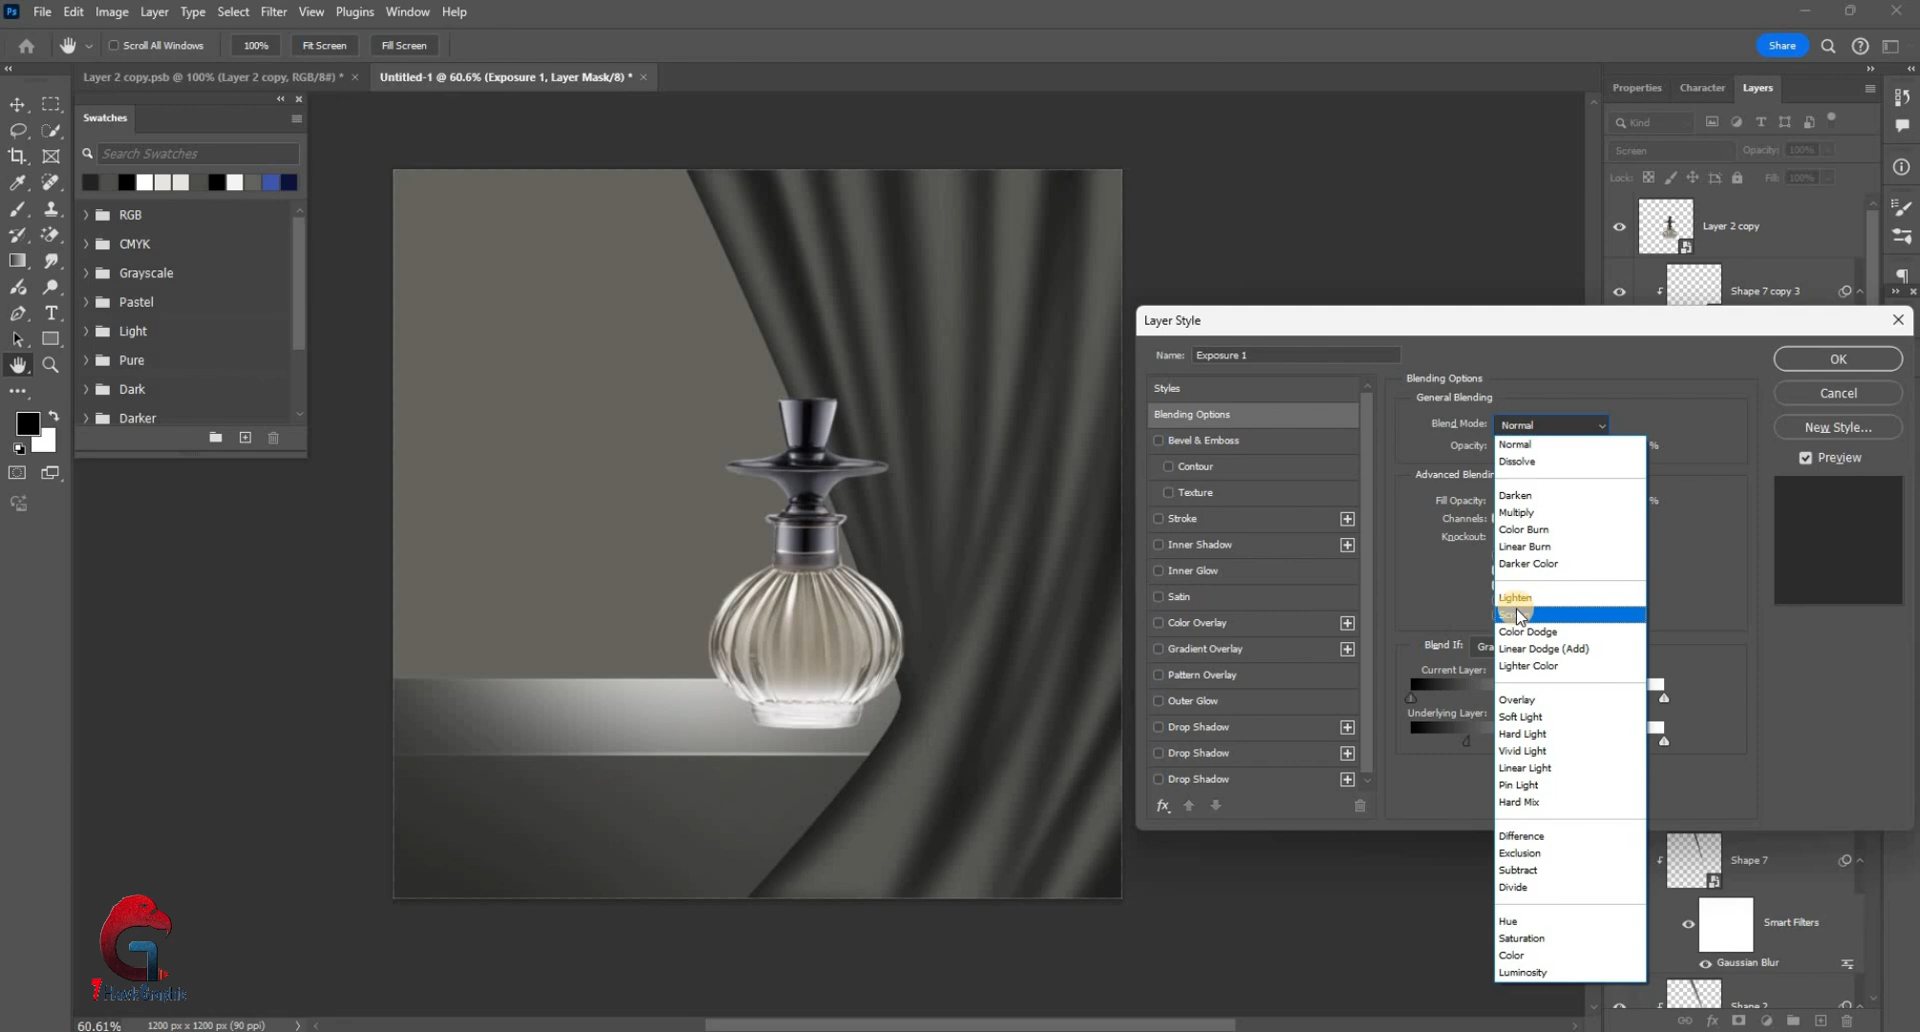 Ps File Edit Image Layer Type Select Filter View Plugins Window Help
Scroll All Windows 100% Fit Screen Fill Screen Share
Layer 2 copy.psb @ 100% (Layer 2 copy, RGB/8#) * × Untitled-1 @ 60.6% (Exposure 1, Layer Mask/8) * ×
Swatches
Search Swatches
RGB
CMYK
Grayscale
Pastel
Light
Pure
Dark
Darker
Properties Character Layers
Kind
Screen Opacity: 100%
Lock: Fill: 100%
Layer 2 copy
Shape 7 copy 3
Layer Style
Name: Exposure 1
Styles
Blending Options
Bevel & Emboss
Contour
Texture
Stroke
Inner Shadow
Inner Glow
Satin
Color Overlay
Gradient Overlay
Pattern Overlay
Outer Glow
Drop Shadow
Drop Shadow
Drop Shadow
fx
Blending Options
General Blending
Blend Mode: Normal
Opacity: %
Advanced Blending
Fill Opacity: %
Channels:
Knockout:
Blend If:
Current Layer:
Underlying Layer:
Normal
Dissolve
Darken
Multiply
Color Burn
Linear Burn
Darker Color
Lighten
Color Dodge
Linear Dodge (Add)
Lighter Color
Overlay
Soft Light
Hard Light
Vivid Light
Linear Light
Pin Light
Hard Mix
Difference
Exclusion
Subtract
Divide
Hue
Saturation
Color
Luminosity
OK
Cancel
New Style...
Preview
Shape 7
Smart Filters
Gaussian Blur
Shape 2
60.61% 1200 px x 1200 px (90 ppi)